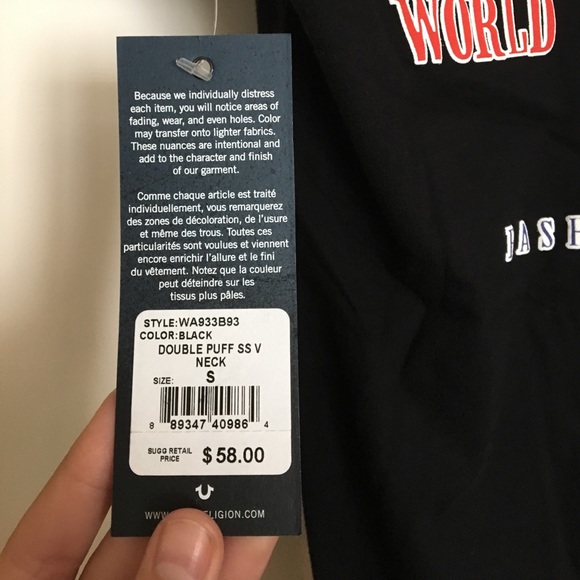 WORLD
JASH
Because we individually distress
each item, you will notice areas of
fading, wear, and even holes. Color
may transfer onto lighter fabrics.
These nuances are intentional and
add to the character and finish
of our garment.
Comme chaque article est traité
individuellement, vous remarquerez
des zones de décoloration, de l'usure
et même des trous. Toutes ces
particularités sont voulues et viennent
encore enrichir l'allure et le fini
du vêtement. Notez que la couleur
peut déteindre sur les
tissus plus pâles.
STYLE:WA933B93
COLOR:BLACK
DOUBLE PUFF SS V
NECK
SIZE: S
8 89347 40986 4
SUGG RETAIL
PRICE $58.00